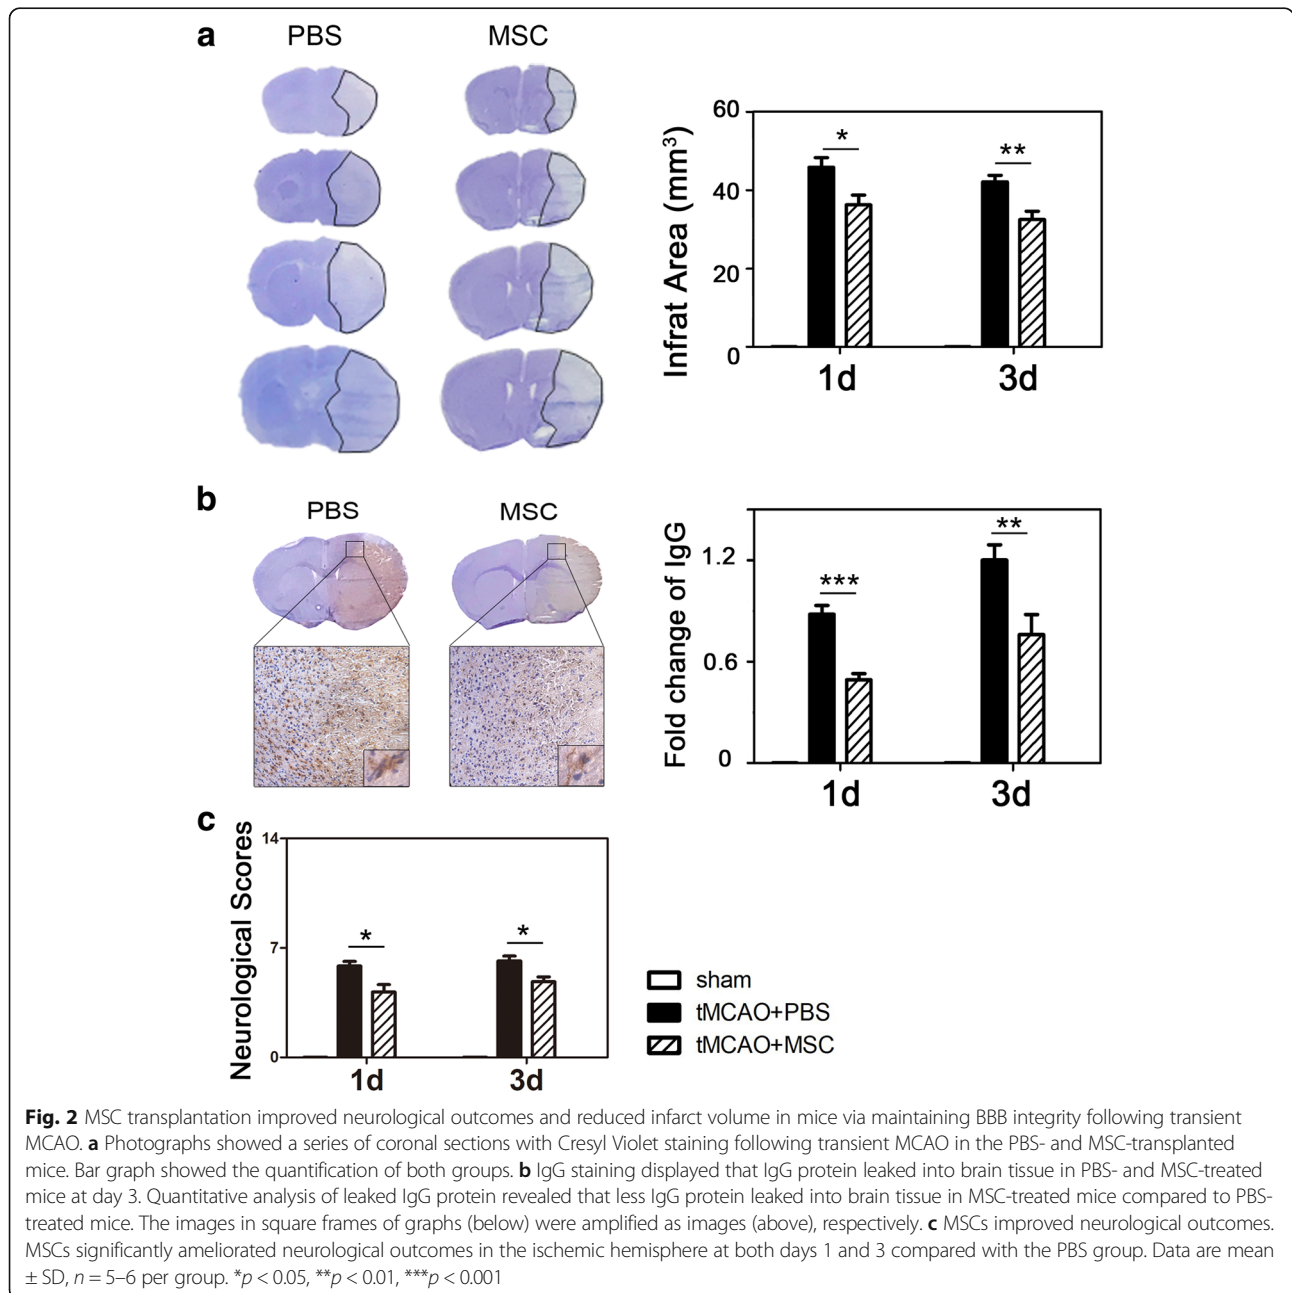 a
PBS
MSC
Infrat Area (mm³)
60
40
20
0
*
**
1d
3d
b
PBS
MSC
Fold change of IgG
1.2
0.6
0
***
**
1d
3d
c
Neurological Scores
14
7
0
*
*
1d
3d
sham
tMCAO+PBS
tMCAO+MSC
Fig. 2 MSC transplantation improved neurological outcomes and reduced infarct volume in mice via maintaining BBB integrity following transient
MCAO. a Photographs showed a series of coronal sections with Cresyl Violet staining following transient MCAO in the PBS- and MSC-transplanted
mice. Bar graph showed the quantification of both groups. b IgG staining displayed that IgG protein leaked into brain tissue in PBS- and MSC-treated
mice at day 3. Quantitative analysis of leaked IgG protein revealed that less IgG protein leaked into brain tissue in MSC-treated mice compared to PBS-
treated mice. The images in square frames of graphs (below) were amplified as images (above), respectively. c MSCs improved neurological outcomes.
MSCs significantly ameliorated neurological outcomes in the ischemic hemisphere at both days 1 and 3 compared with the PBS group. Data are mean
± SD, n = 5–6 per group. *p < 0.05, **p < 0.01, ***p < 0.001